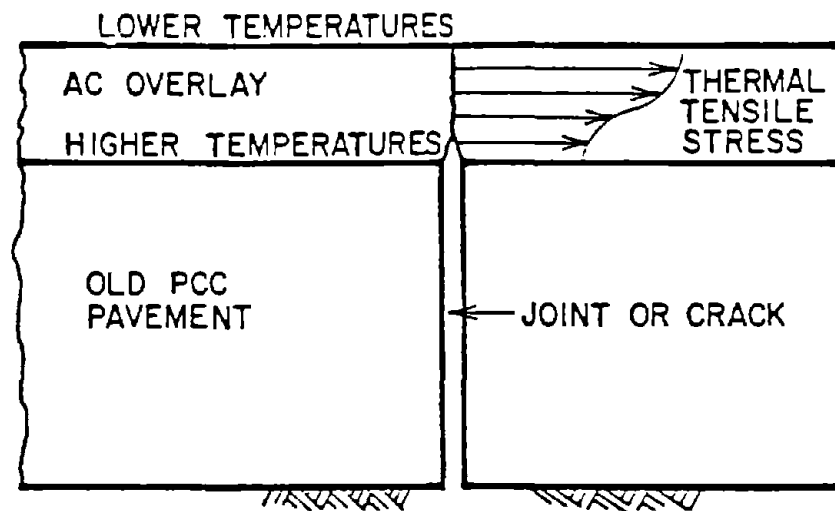 LOWER TEMPERATURES
AC OVERLAY
HIGHER TEMPERATURES
THERMAL
TENSILE
STRESS
OLD PCC
PAVEMENT
JOINT OR CRACK